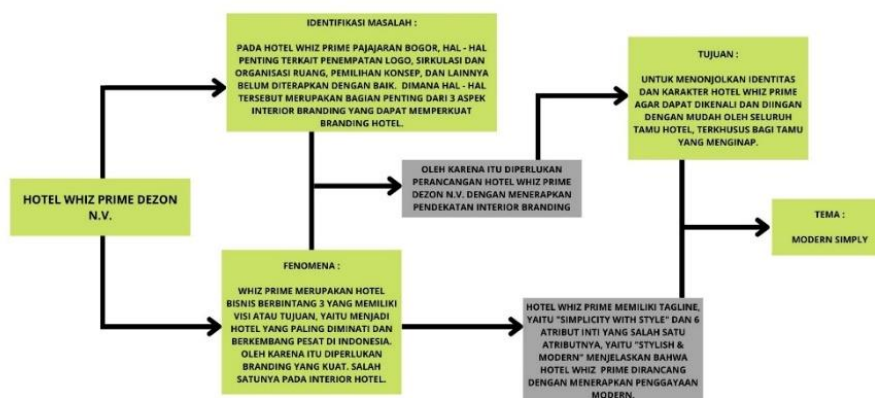 IDENTIFIKASI MASALAH :
PADA HOTEL WHIZ PRIME PAJAJARAN BOGOR, HAL - HAL
PENTING TERKAIT PENEMPATAN LOGO, SIRKULASI DAN
ORGANISASI RUANG, PEMILIHAN KONSEP, DAN LAINNYA
BELUM DITERAPKAN DENGAN BAIK. DIMANA HAL - HAL
TERSEBUT MERUPAKAN BAGIAN PENTING DARI 3 ASPEK
INTERIOR BRANDING YANG DAPAT MEMPERKUAT
BRANDING HOTEL.
TUJUAN :
UNTUK MENONJOLKAN IDENTITAS
DAN KARAKTER HOTEL WHIZ PRIME
AGAR DAPAT DIKENALI DAN DIINGAN
DENGAN MUDAH OLEH SELURUH
TAMU HOTEL, TERKHUSUS BAGI TAMU
YANG MENGINAP.
OLEH KARENA ITU DIPERLUKAN
PERANCANGAN HOTEL WHIZ PRIME
DEZON N.V. DENGAN MENERAPKAN
PENDEKATAN INTERIOR BRANDING
HOTEL WHIZ PRIME DEZON
N.V.
TEMA :
MODERN SIMPLY
FENOMENA :
WHIZ PRIME MERUPAKAN HOTEL
BISNIS BERBINTANG 3 YANG MEMILIKI
VISI ATAU TUJUAN, YAITU MENJADI
HOTEL YANG PALING DIMINATI DAN
BERKEMBANG PESAT DI INDONESIA.
OLEH KARENA ITU DIPERLUKAN
BRANDING YANG KUAT. SALAH
SATUNYA PADA INTERIOR HOTEL.
HOTEL WHIZ PRIME MEMILIKI TAGLINE,
YAITU "SIMPLICITY WITH STYLE" DAN 6
ATRIBUT INTI YANG SALAH SATU
ATRIBUTNYA, YAITU "STYLISH &
MODERN" MENJELASKAN BAHWA
HOTEL WHIZ PRIME DIRANCANG
DENGAN MENERAPKAN PENGGAYAAN
MODERN.